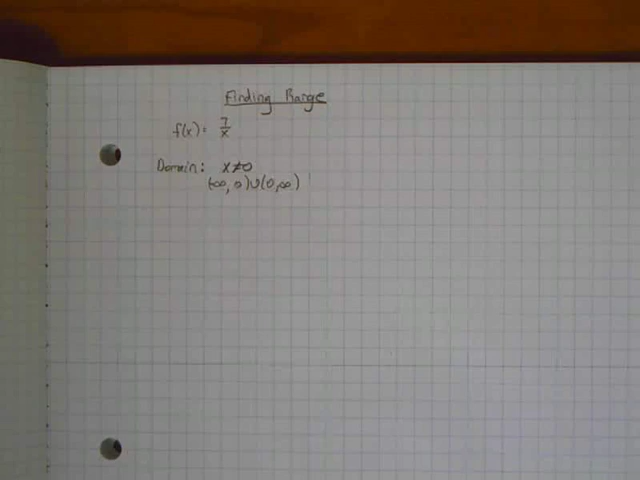 Finding Range
f(x) = 7/x
Domain: x≠0
(-∞, 0)∪(0,∞)